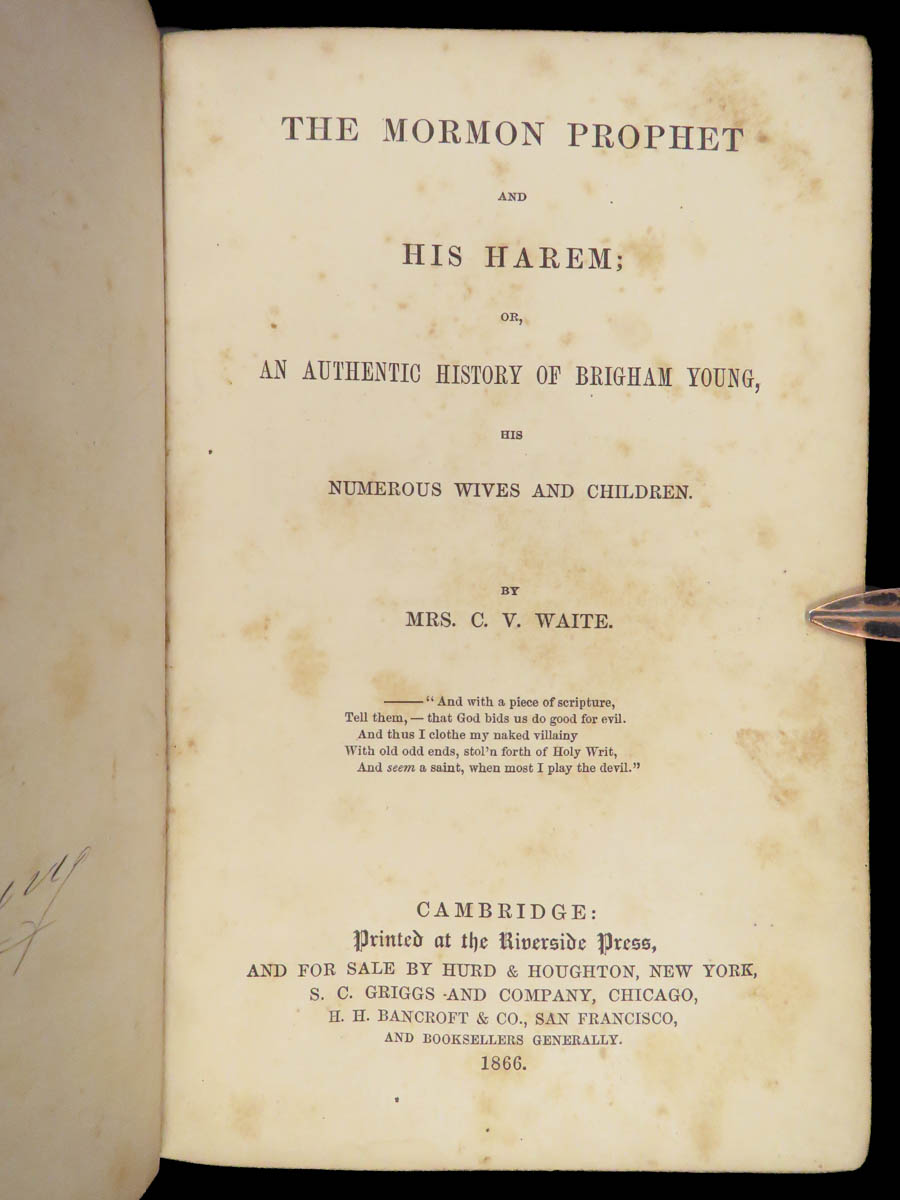 THE MORMON PROPHET
AND
HIS HAREM;
OR,
AN AUTHENTIC HISTORY OF BRIGHAM YOUNG,
HIS
NUMEROUS WIVES AND CHILDREN.
BY
MRS. C. V. WAITE.
——“And with a piece of scripture,
Tell them,—that God bids us do good for evil.
And thus I clothe my naked villainy
With old odd ends, stol’n forth of Holy Writ,
And seem a saint, when most I play the devil.”
CAMBRIDGE:
Printed at the Riverside Press,
AND FOR SALE BY HURD & HOUGHTON, NEW YORK,
S. C. GRIGGS AND COMPANY, CHICAGO,
H. H. BANCROFT & CO., SAN FRANCISCO,
AND BOOKSELLERS GENERALLY.
1866.